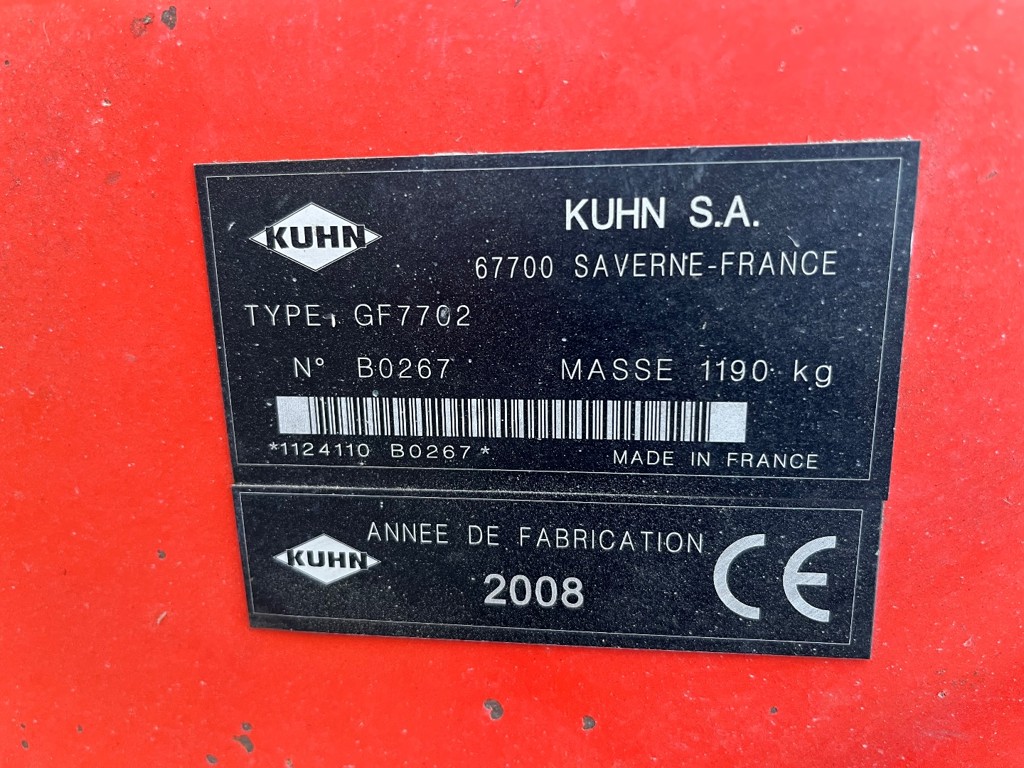 KUHN
KUHN S.A.
67700 SAVERNE-FRANCE
TYPE, GF7702
N° B0267 MASSE 1190 kg
*1124110 B0267*
MADE IN FRANCE
KUHN
ANNEE DE FABRICATION
2008
CE